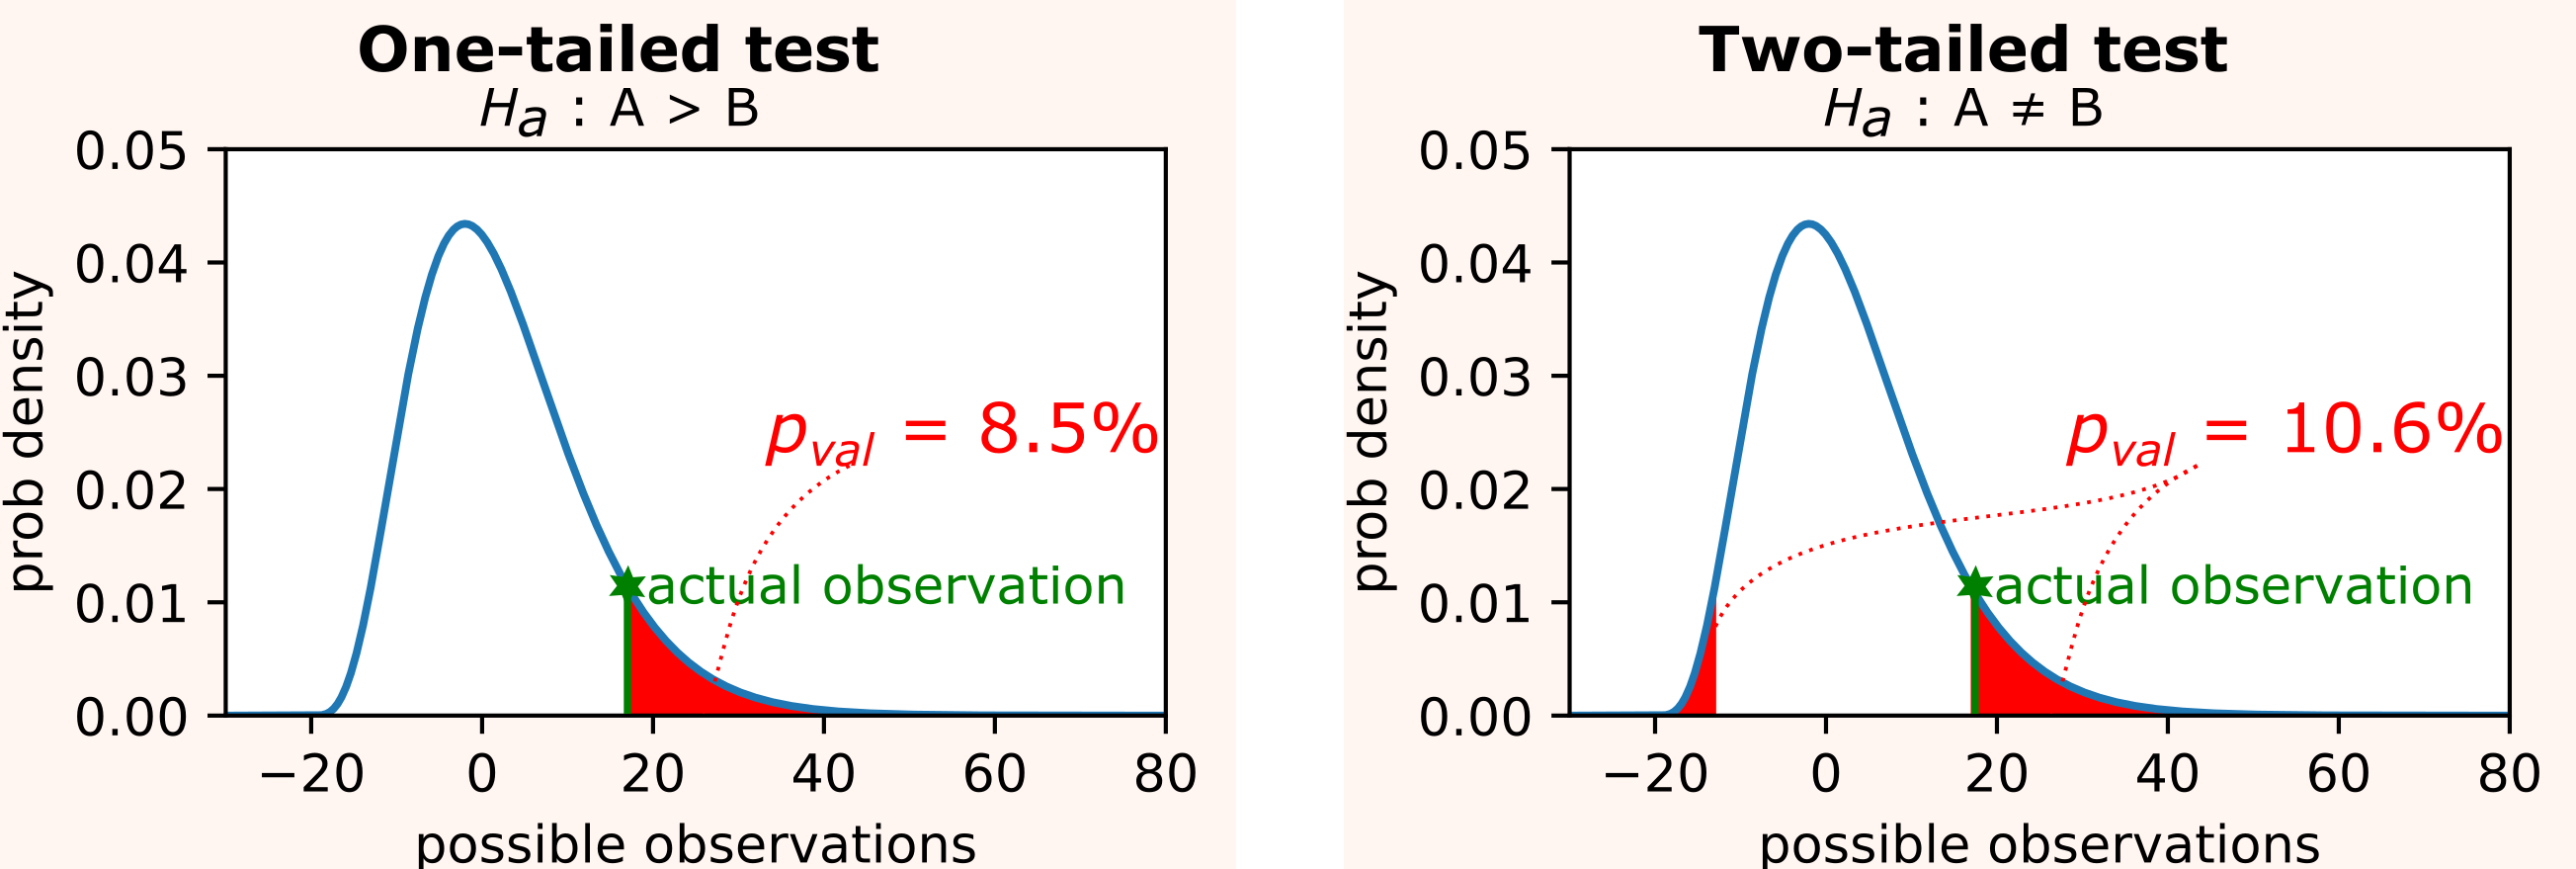 One-tailed test
Ha : A > B
0.05
0.04
0.03
0.02
0.01
0.00
prob density
pval = 8.5%
actual observation
−20 0 20 40 60 80
possible observations
Two-tailed test
Ha : A ≠ B
0.05
0.04
0.03
0.02
0.01
0.00
prob density
pval = 10.6%
actual observation
−20 0 20 40 60 80
possible observations